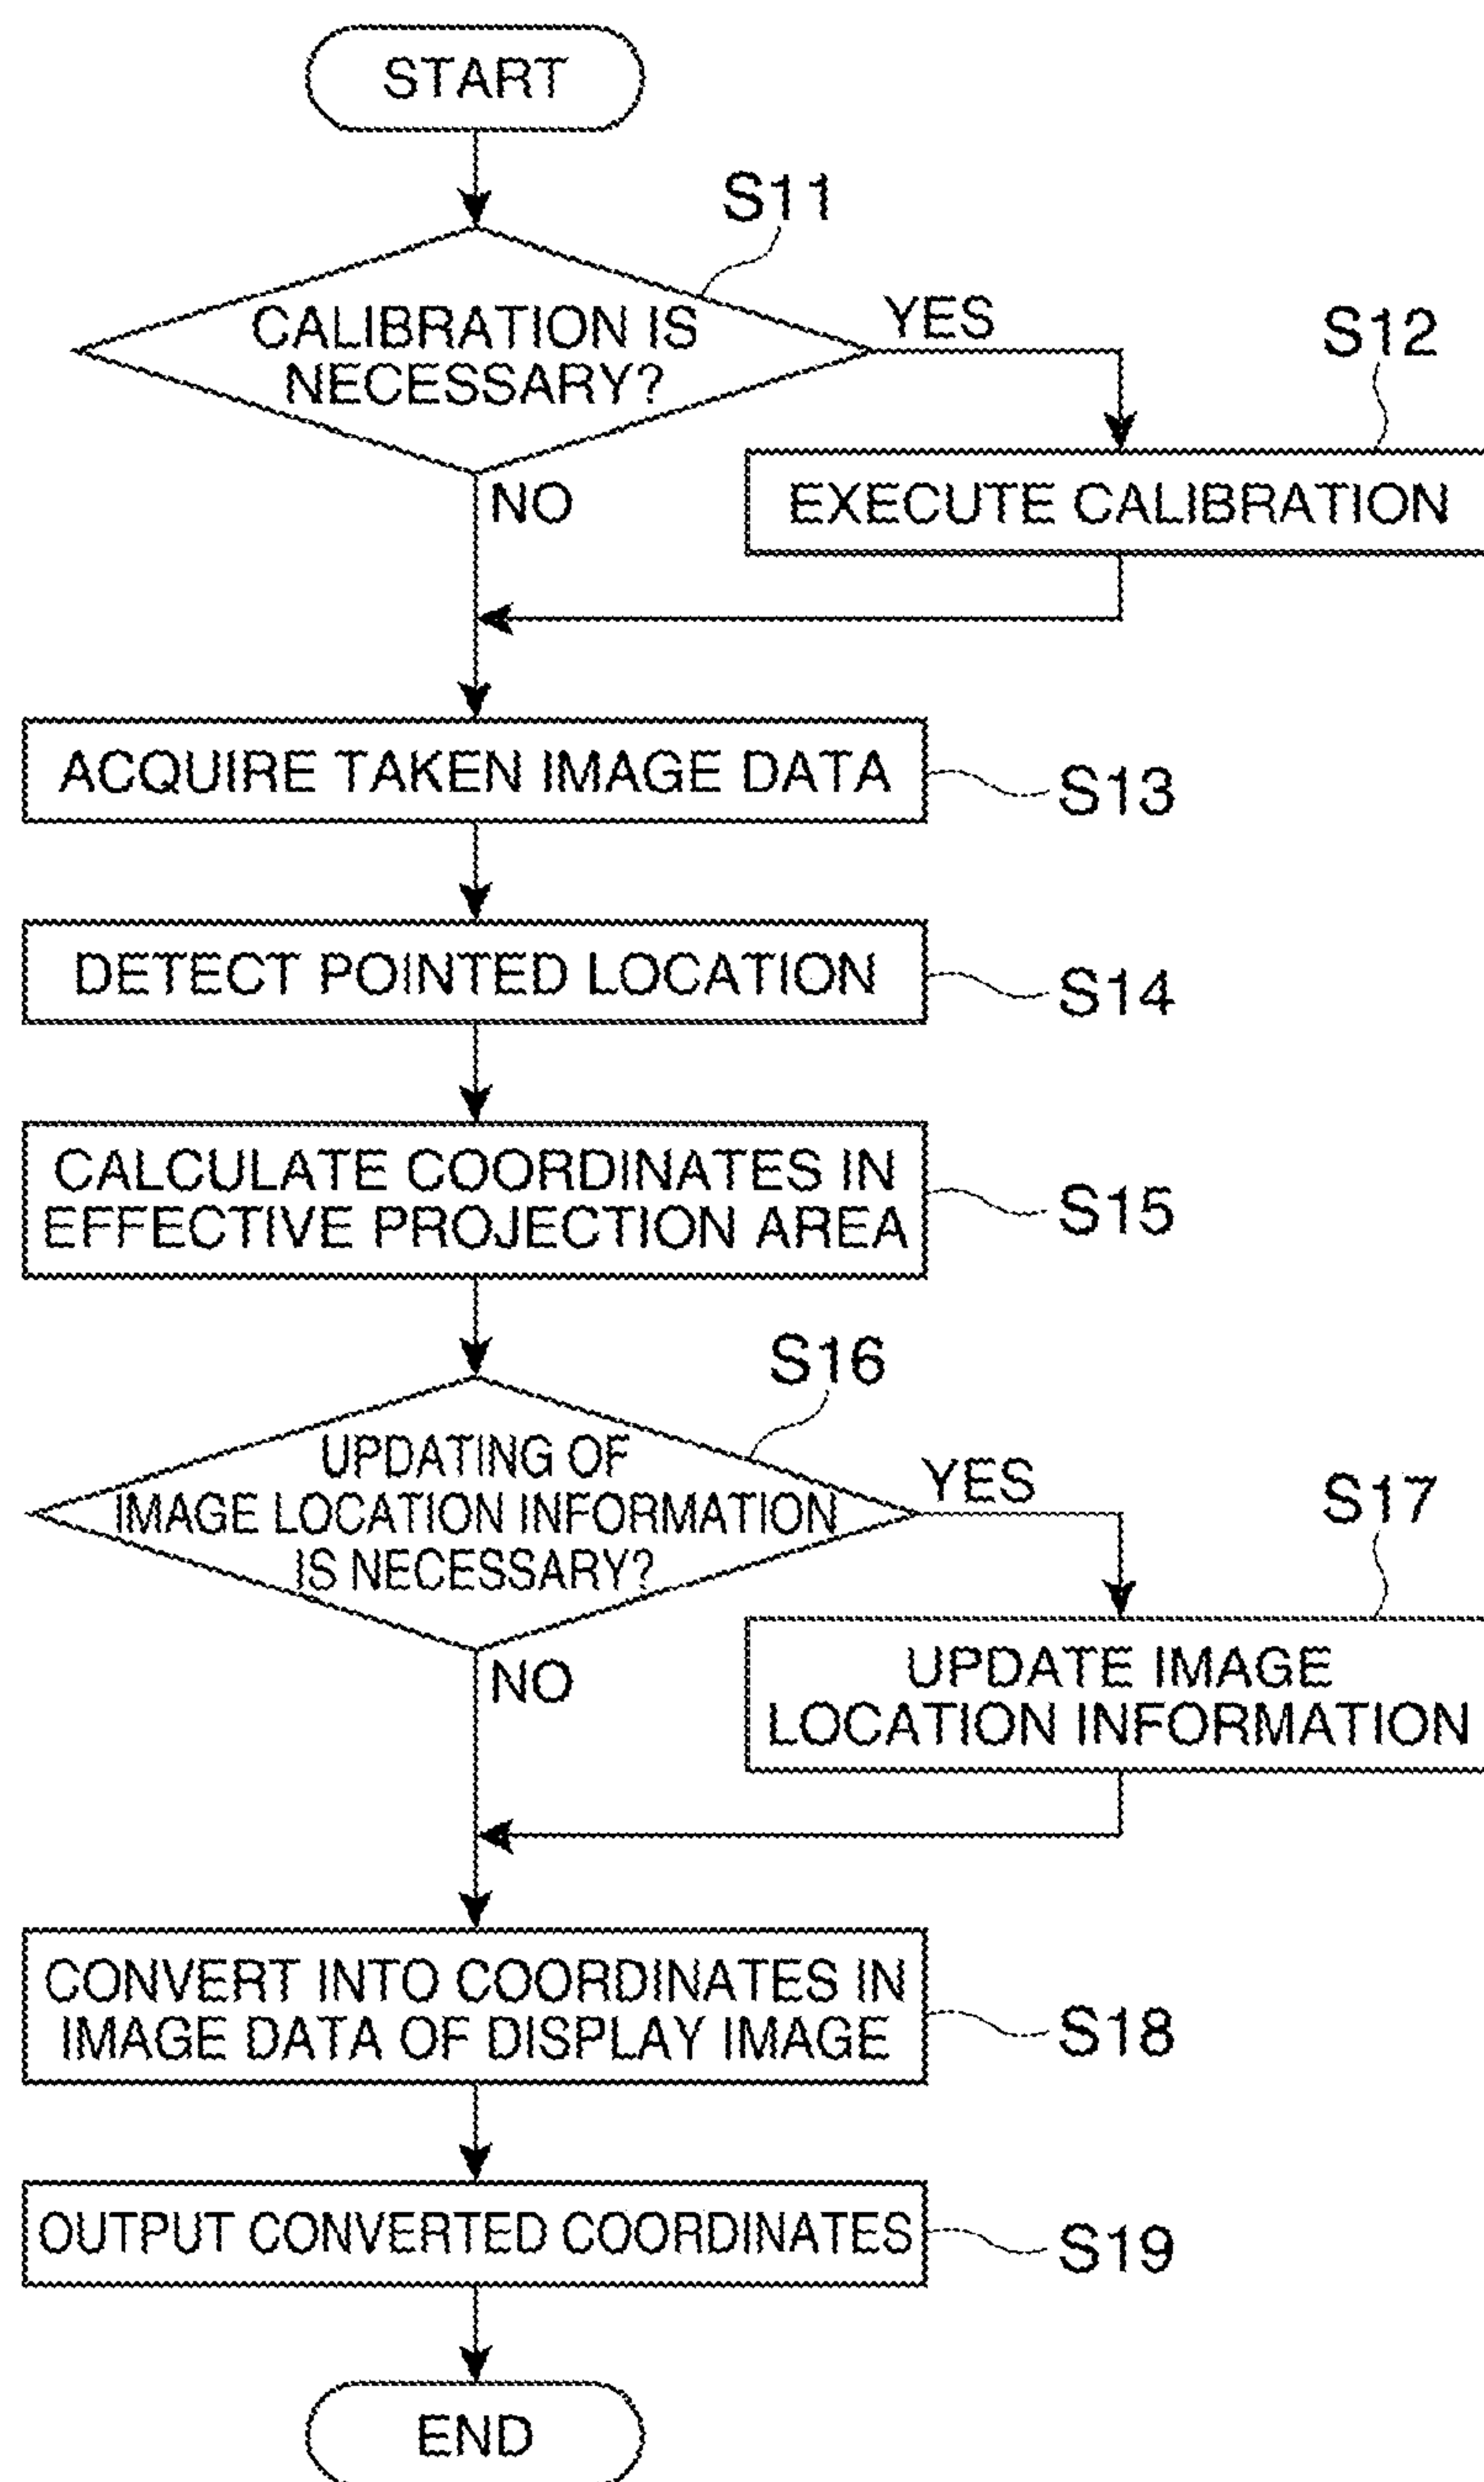 START
S11
CALIBRATION IS
NECESSARY?
YES
S12
EXECUTE CALIBRATION
NO
ACQUIRE TAKEN IMAGE DATA
S13
DETECT POINTED LOCATION
S14
CALCULATE COORDINATES IN
EFFECTIVE PROJECTION AREA
S15
S16
UPDATING OF
IMAGE LOCATION INFORMATION
IS NECESSARY?
YES
S17
UPDATE IMAGE
LOCATION INFORMATION
NO
CONVERT INTO COORDINATES IN
IMAGE DATA OF DISPLAY IMAGE
S18
OUTPUT CONVERTED COORDINATES
S19
END